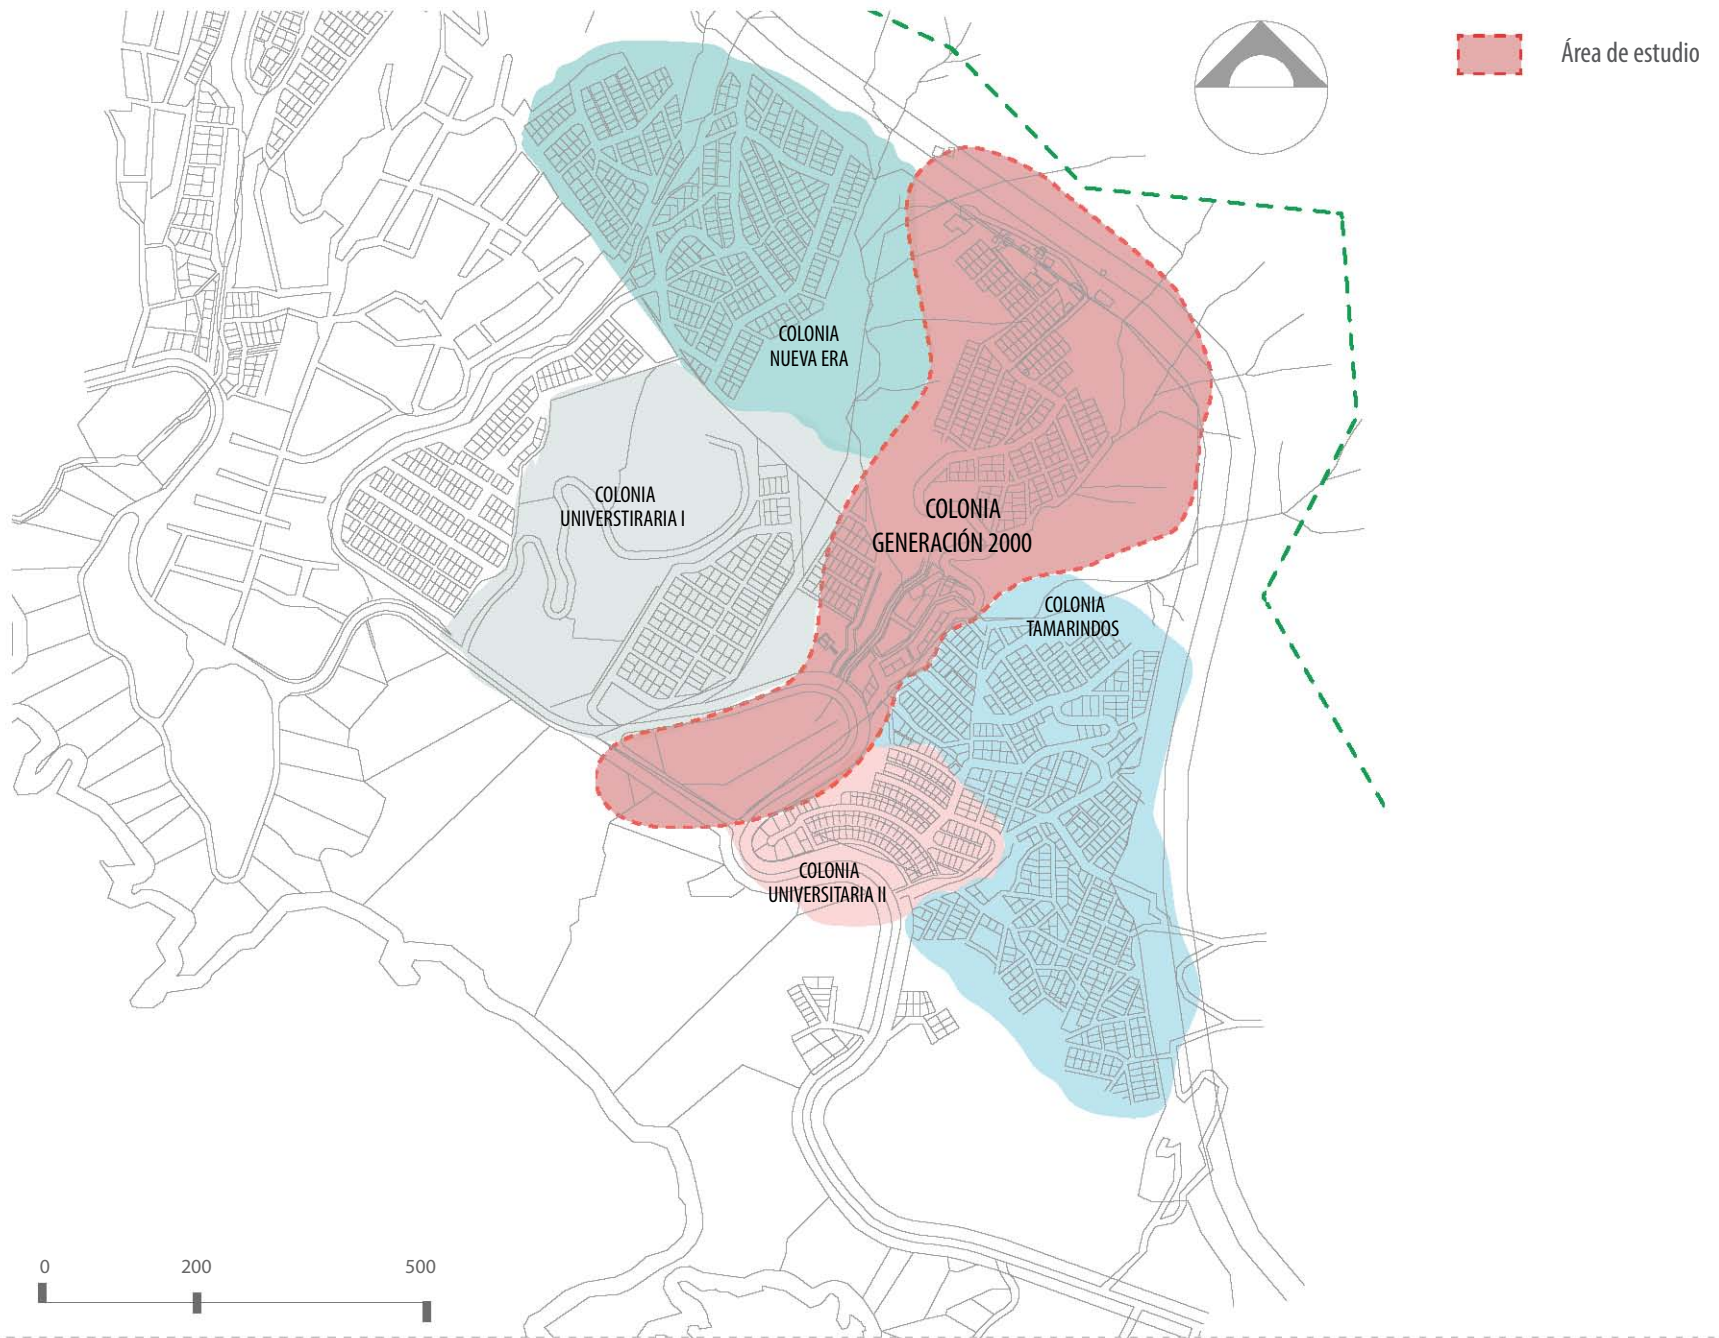 Área de estudio
COLONIA
NUEVA ERA
COLONIA
UNIVERSTIRARIA I
COLONIA
GENERACIÓN 2000
COLONIA
TAMARINDOS
COLONIA
UNIVERSITARIA II
0 200 500